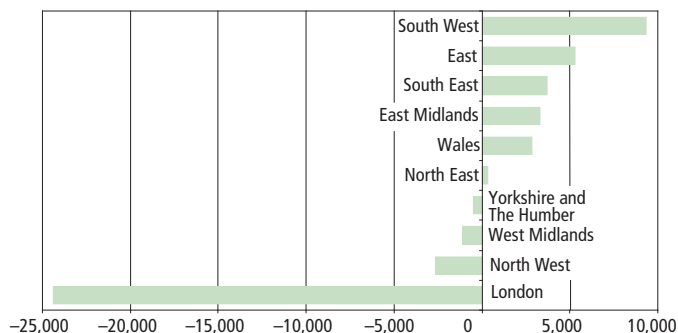 South West
East
South East
East Midlands
Wales
North East
Yorkshire and
The Humber
West Midlands
North West
London
–25,000 –20,000 –15,000 –10,000 –5,000 0 5,000 10,000